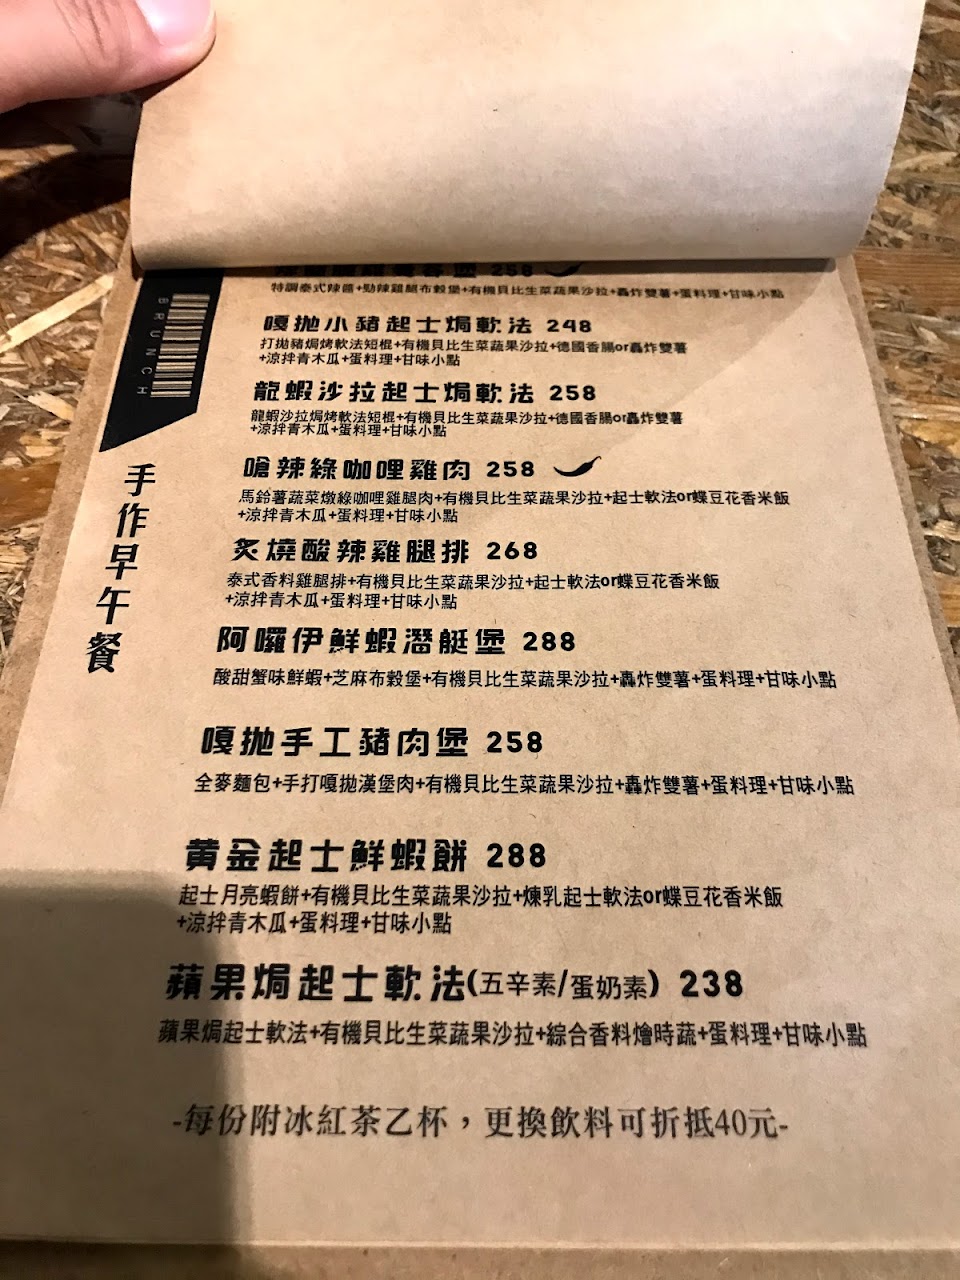 堡 258
特調泰式辣醬+勁辣雞腿布穀堡+有機貝比生菜蔬果沙拉+轟炸雙薯+蛋料理+甘味小點
BRUNCH
手作早午餐
嘎拋小豬起士焗軟法 248
打拋豬焗烤軟法短棍+有機貝比生菜蔬果沙拉+德國香腸or轟炸雙薯
+涼拌青木瓜+蛋料理+甘味小點
龍蝦沙拉起士焗軟法 258
龍蝦沙拉焗烤軟法短棍+有機貝比生菜蔬果沙拉+德國香腸or轟炸雙薯
+涼拌青木瓜+蛋料理+甘味小點
嗆辣綠咖哩雞肉 258
馬鈴薯蔬菜燉綠咖哩雞腿肉+有機貝比生菜蔬果沙拉+起士軟法or蝶豆花香米飯
+涼拌青木瓜+蛋料理+甘味小點
炙燒酸辣雞腿排 268
泰式香料雞腿排+有機貝比生菜蔬果沙拉+起士軟法or蝶豆花香米飯
+涼拌青木瓜+蛋料理+甘味小點
阿囉伊鮮蝦潛艇堡 288
酸甜蟹味鮮蝦+芝麻布穀堡+有機貝比生菜蔬果沙拉+轟炸雙薯+蛋料理+甘味小點
嘎拋手工豬肉堡 258
全麥麵包+手打嘎拋漢堡肉+有機貝比生菜蔬果沙拉+轟炸雙薯+蛋料理+甘味小點
黃金起士鮮蝦餅 288
起士月亮蝦餅+有機貝比生菜蔬果沙拉+煉乳起士軟法or蝶豆花香米飯
+涼拌青木瓜+蛋料理+甘味小點
蘋果焗起士軟法(五辛素/蛋奶素) 238
蘋果焗起士軟法+有機貝比生菜蔬果沙拉+綜合香料燴時蔬+蛋料理+甘味小點
-每份附冰紅茶乙杯，更換飲料可折抵40元-